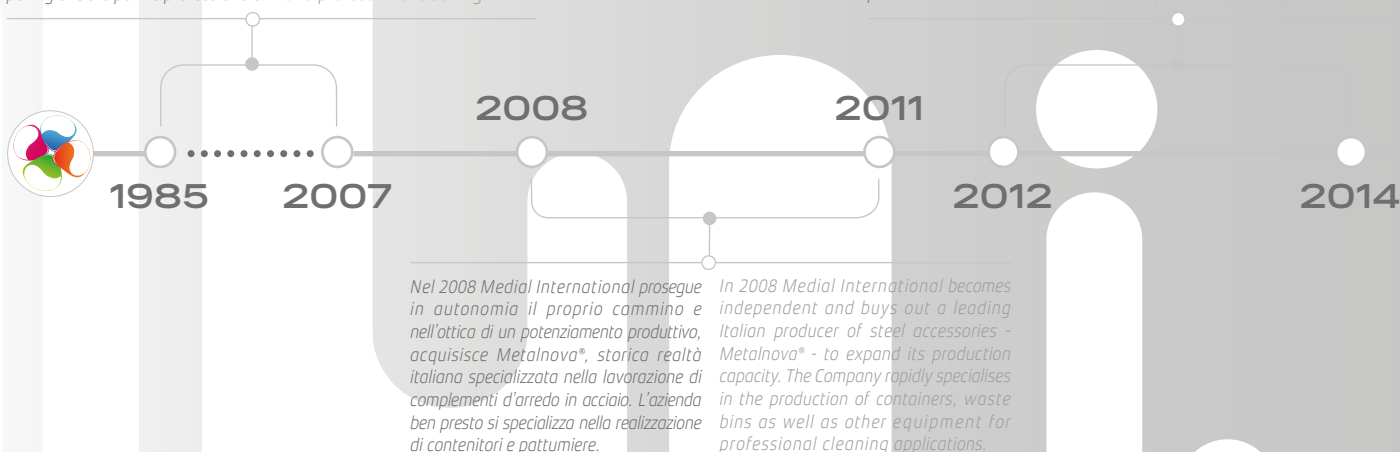 2008
2011
1985
2007
2012
2014
Nel 2008 Medial International prosegue
in autonomia il proprio cammino e
nell'ottica di un potenziamento produttivo,
acquisisce Metalnova®, storica realtà
italiana specializzata nella lavorazione di
complementi d'arredo in acciaio. L'azienda
ben presto si specializza nella realizzazione
di contenitori e pattumiere.
In 2008 Medial International becomes
independent and buys out a leading
Italian producer of steel accessories -
Metalnova® - to expand its production
capacity. The Company rapidly specialises
in the production of containers, waste
bins as well as other equipment for
professional cleaning applications.